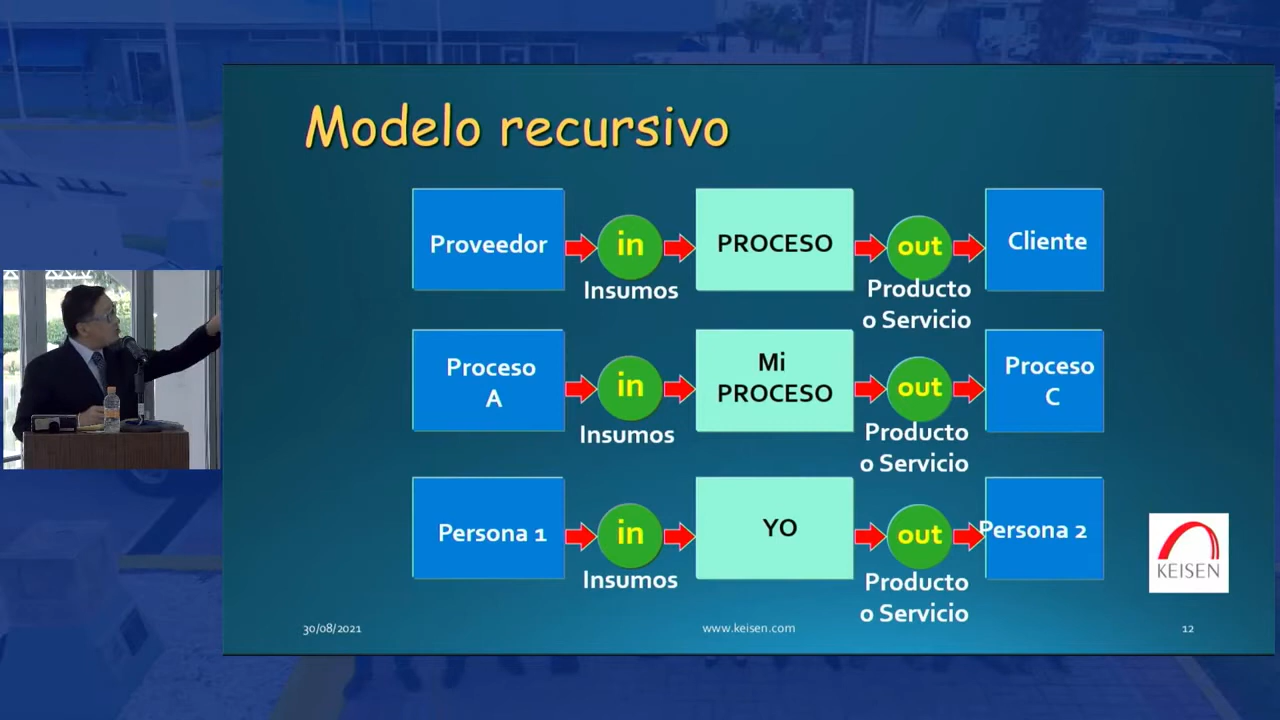 Modelo recursivo
Proveedor
in
Insumos
PROCESO
out
Producto
o Servicio
Cliente
Proceso
A
in
Insumos
Mi
PROCESO
out
Producto
o Servicio
Proceso
C
Persona 1
in
Insumos
YO
out
Producto
o Servicio
Persona 2
KEISEN
30/08/2021
www.keisen.com
12